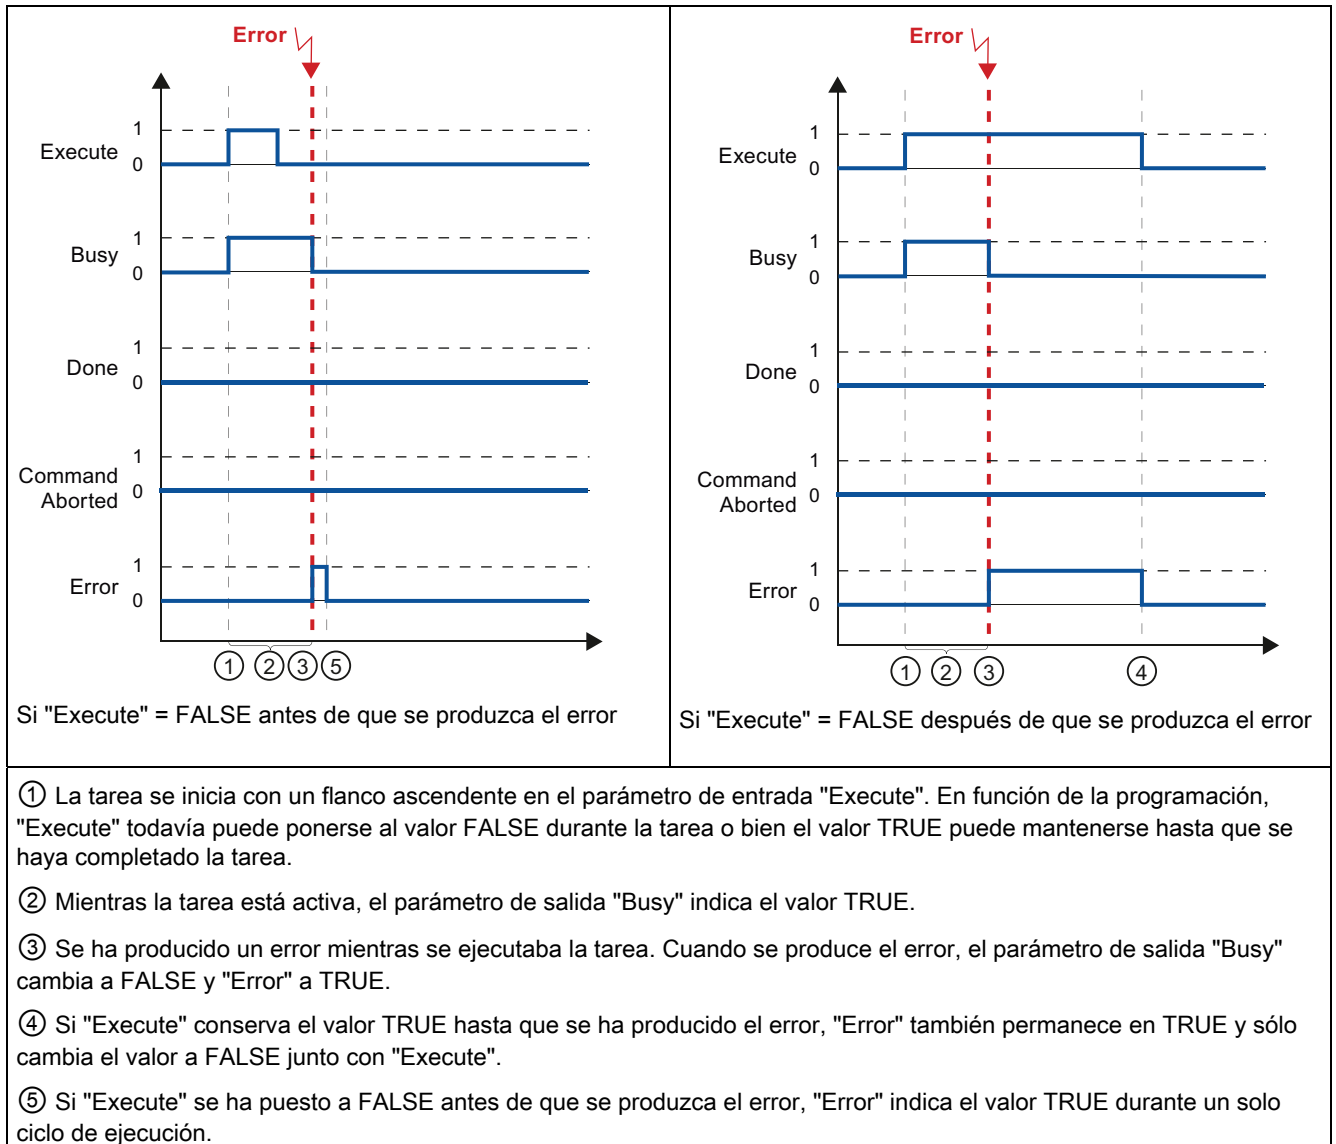 Error
1
Execute
0
1
Busy
0
1
Done
0
1
Command
0
Aborted
1
Error
0
① ② ③ ⑤
Si "Execute" = FALSE antes de que se produzca el error
Error
1
Execute
0
1
Busy
0
1
Done
0
1
Command
0
Aborted
1
Error
0
① ② ③ ④
Si "Execute" = FALSE después de que se produzca el error
① La tarea se inicia con un flanco ascendente en el parámetro de entrada "Execute". En función de la programación,
"Execute" todavía puede ponerse al valor FALSE durante la tarea o bien el valor TRUE puede mantenerse hasta que se
haya completado la tarea.
② Mientras la tarea está activa, el parámetro de salida "Busy" indica el valor TRUE.
③ Se ha producido un error mientras se ejecutaba la tarea. Cuando se produce el error, el parámetro de salida "Busy"
cambia a FALSE y "Error" a TRUE.
④ Si "Execute" conserva el valor TRUE hasta que se ha producido el error, "Error" también permanece en TRUE y sólo
cambia el valor a FALSE junto con "Execute".
⑤ Si "Execute" se ha puesto a FALSE antes de que se produzca el error, "Error" indica el valor TRUE durante un solo
ciclo de ejecución.